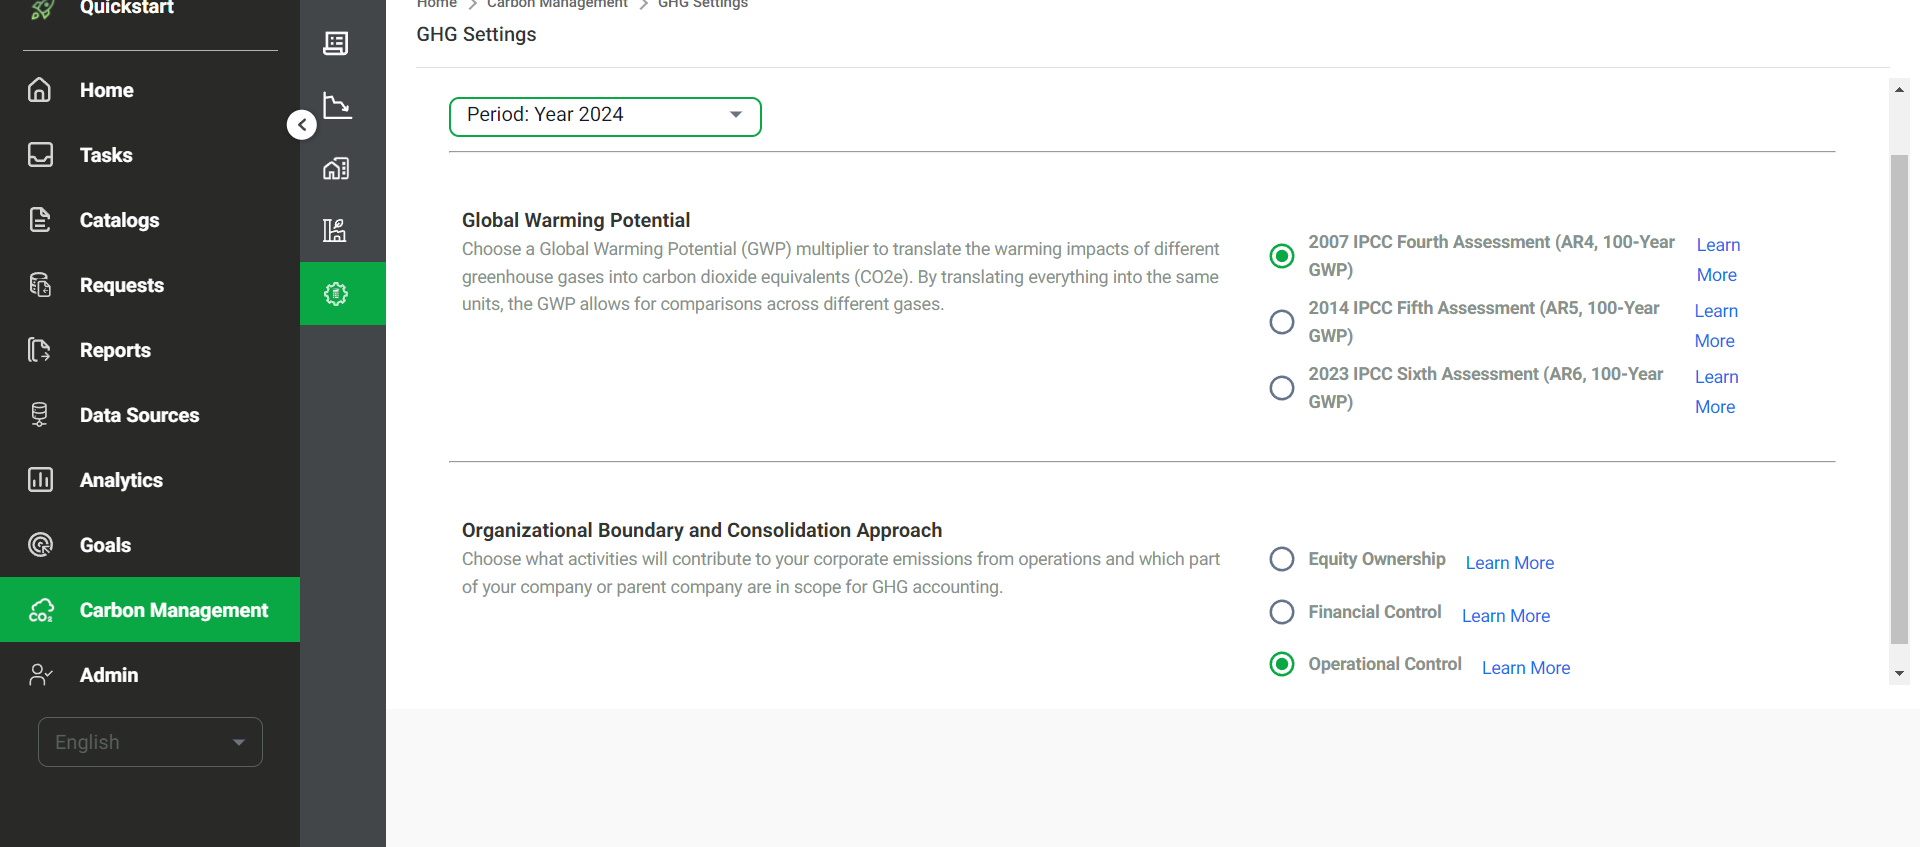 Quickstart
Home
Tasks
Catalogs
Requests
Reports
Data Sources
Analytics
Goals
CO₂
Carbon Management
Admin
English
Home > Carbon Management > GHG Settings
GHG Settings
Period: Year 2024
Global Warming Potential
Choose a Global Warming Potential (GWP) multiplier to translate the warming impacts of different
greenhouse gases into carbon dioxide equivalents (CO2e). By translating everything into the same
units, the GWP allows for comparisons across different gases.
2007 IPCC Fourth Assessment (AR4, 100-Year
GWP)
Learn
More
2014 IPCC Fifth Assessment (AR5, 100-Year
GWP)
Learn
More
2023 IPCC Sixth Assessment (AR6, 100-Year
GWP)
Learn
More
Organizational Boundary and Consolidation Approach
Choose what activities will contribute to your corporate emissions from operations and which part
of your company or parent company are in scope for GHG accounting.
Equity Ownership Learn More
Financial Control Learn More
Operational Control Learn More